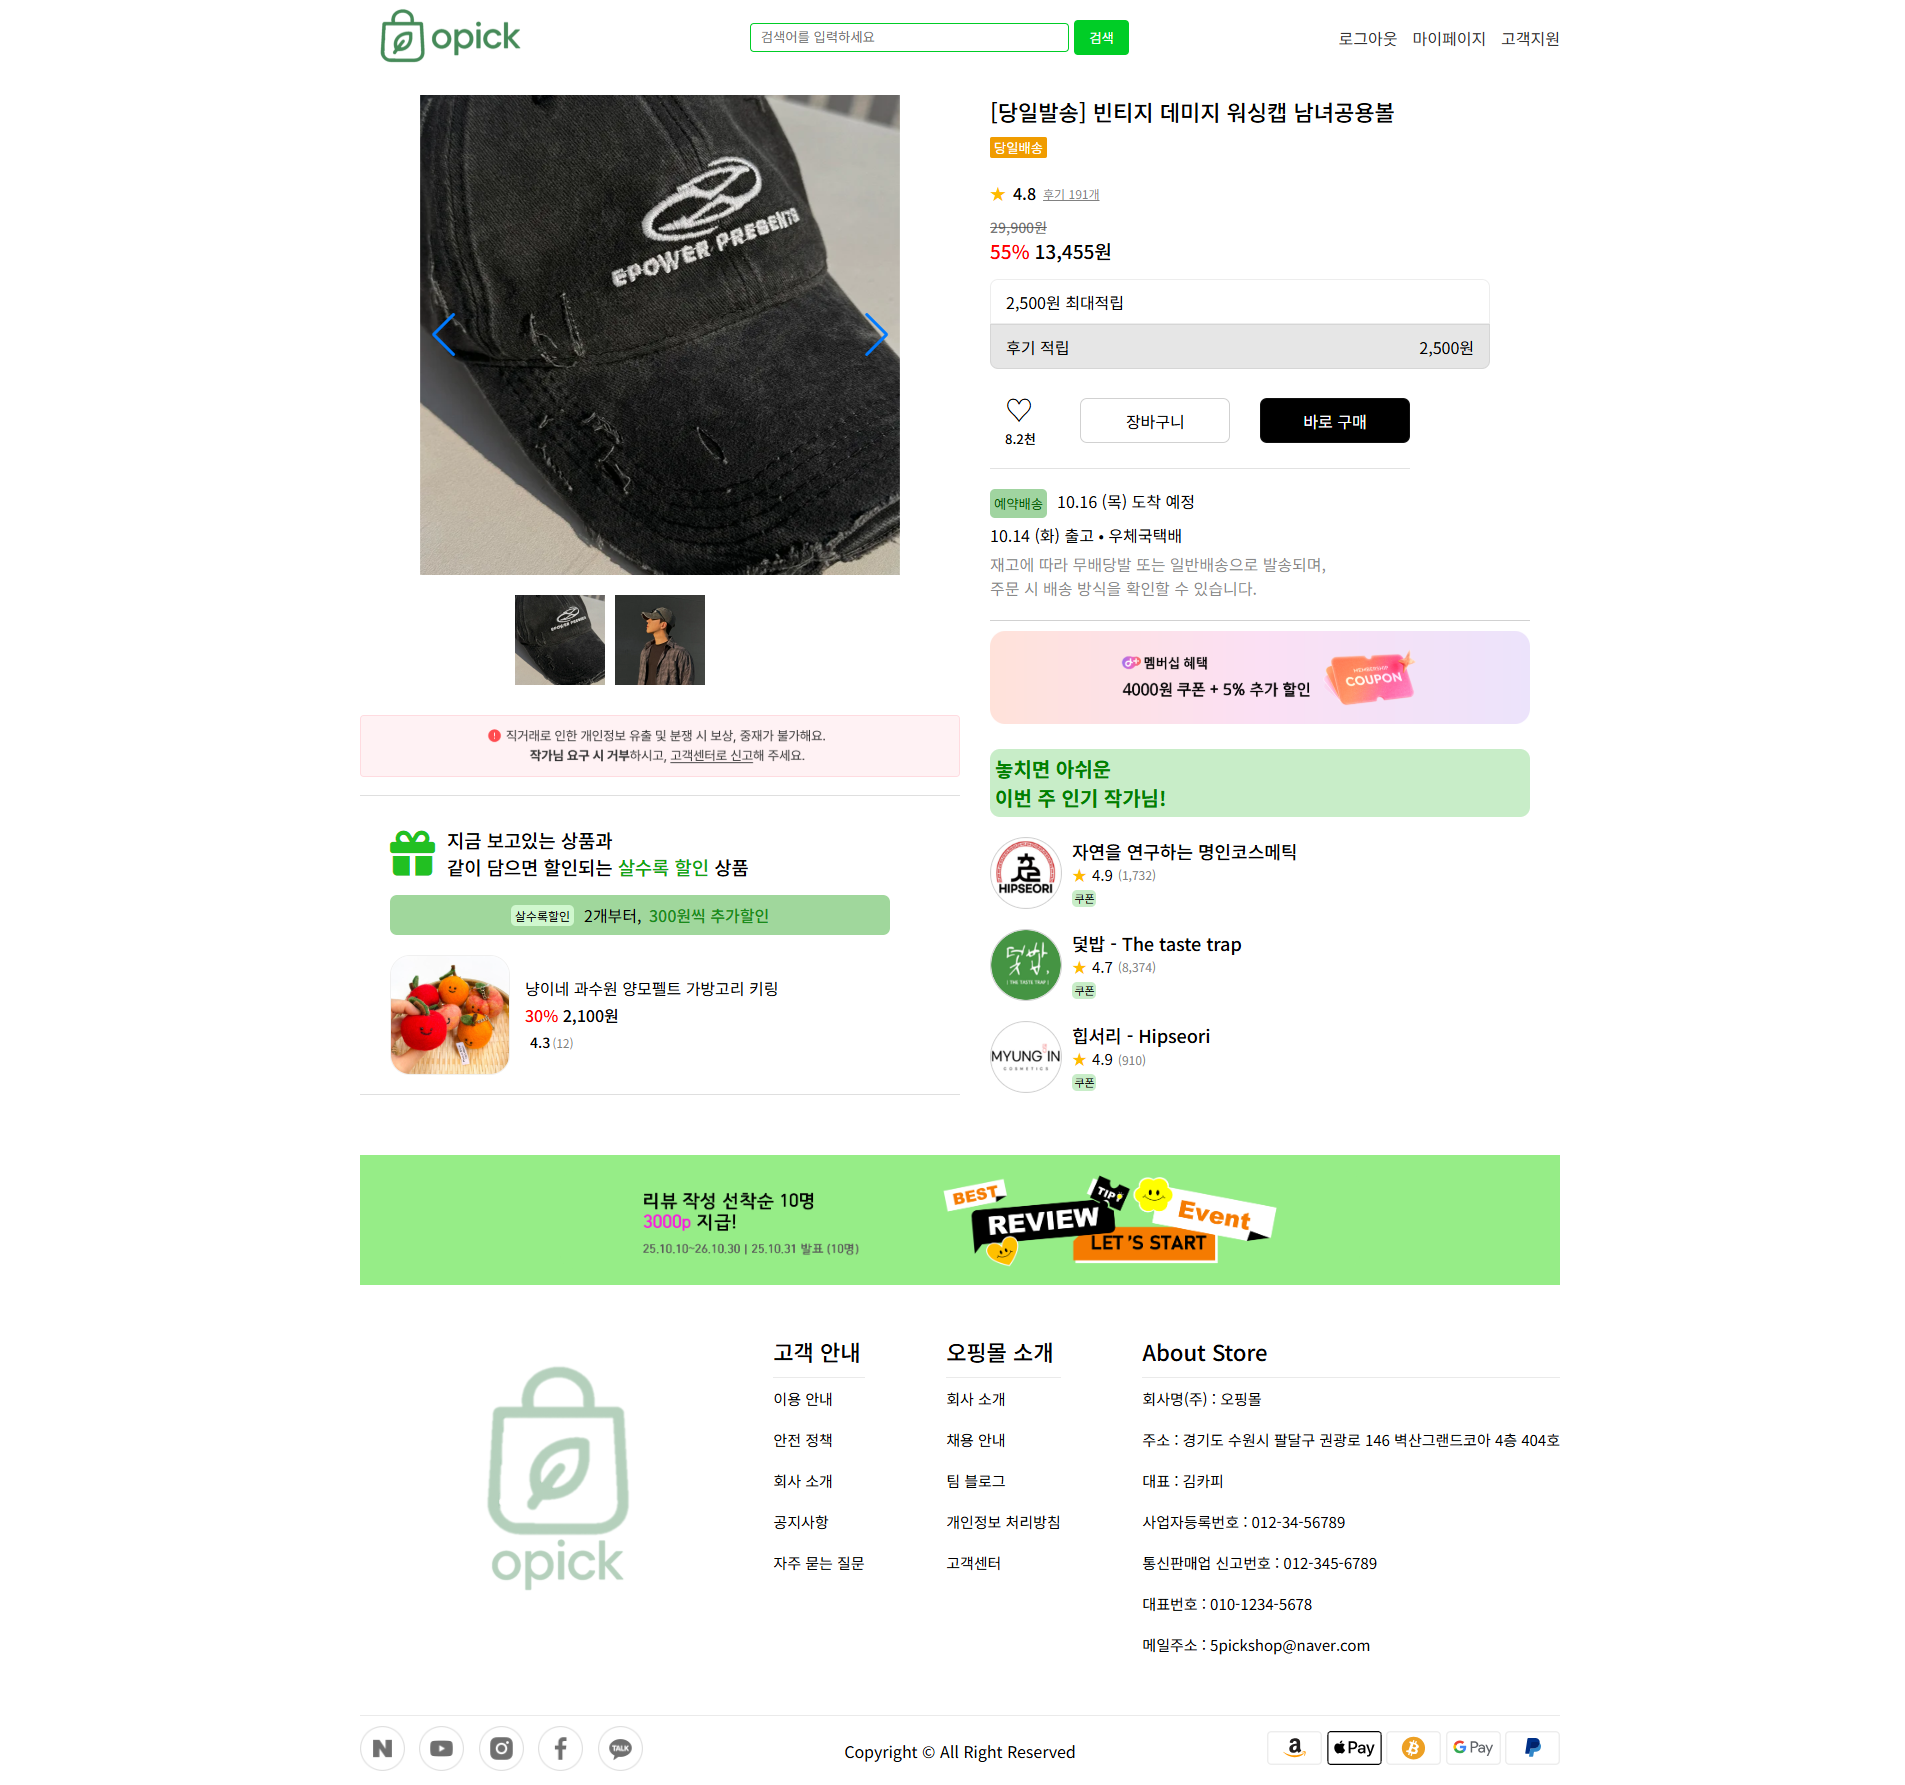 opick
검색어를 입력하세요
검색
로그아웃 마이페이지 고객지원
EPOWER PRESENTS
[당일발송] 빈티지 데미지 워싱캡 남녀공용볼
당일배송
★ 4.8 후기 191개
29,900원
55% 13,455원
2,500원 최대적립
후기 적립 2,500원
8.2천
장바구니
바로 구매
예약배송 10.16 (목) 도착 예정
10.14 (화) 출고 • 우체국택배
재고에 따라 무배당발 또는 일반배송으로 발송되며,
주문 시 배송 방식을 확인할 수 있습니다.
멤버십 혜택
4000원 쿠폰 + 5% 추가 할인
MEMBERSHIP
COUPON
직거래로 인한 개인정보 유출 및 분쟁 시 보상, 중재가 불가해요.
작가님 요구 시 거부하시고, 고객센터로 신고해 주세요.
지금 보고있는 상품과
같이 담으면 할인되는 살수록 할인 상품
살수록할인 2개부터, 300원씩 추가할인
냥이네 과수원 양모펠트 가방고리 키링
30% 2,100원
4.3 (12)
놓치면 아쉬운
이번 주 인기 작가님!
HIPSEORI
자연을 연구하는 명인코스메틱
★ 4.9 (1,732)
쿠폰
덫밥.
| THE TASTE TRAP |
덫밥 - The taste trap
★ 4.7 (8,374)
쿠폰
MYUNG IN
COSMETICS
힙서리 - Hipseori
★ 4.9 (910)
쿠폰
리뷰 작성 선착순 10명
3000p 지급!
25.10.10~26.10.30 | 25.10.31 발표 (10명)
BEST
REVIEW
TIP!
Event
LET'S START
opick
고객 안내
이용 안내
안전 정책
회사 소개
공지사항
자주 묻는 질문
오핑몰 소개
회사 소개
채용 안내
팀 블로그
개인정보 처리방침
고객센터
About Store
회사명(주) : 오핑몰
주소 : 경기도 수원시 팔달구 권광로 146 벽산그랜드코아 4층 404호
대표 : 김카피
사업자등록번호 : 012-34-56789
통신판매업 신고번호 : 012-345-6789
대표번호 : 010-1234-5678
메일주소 : 5pickshop@naver.com
N
TALK
Copyright © All Right Reserved
a
Pay
G Pay